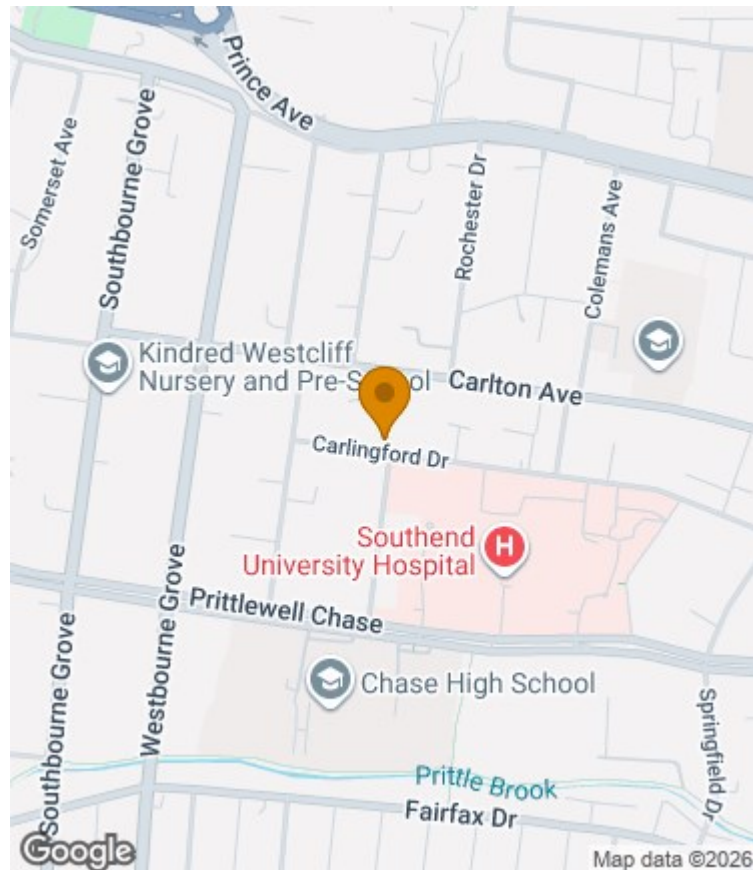 Prince Ave
Somerset Ave
Southbourne Grove
Rochester Dr
Colemans Ave
Kindred Westcliff
Nursery and Pre-School
Carlton Ave
Carlingford Dr
Southend
University Hospital
H
Prittlewell Chase
Westbourne Grove
Southbourne Grove
Chase High School
Springfield Dr
Prittle Brook
Fairfax Dr
Google
Map data ©2026